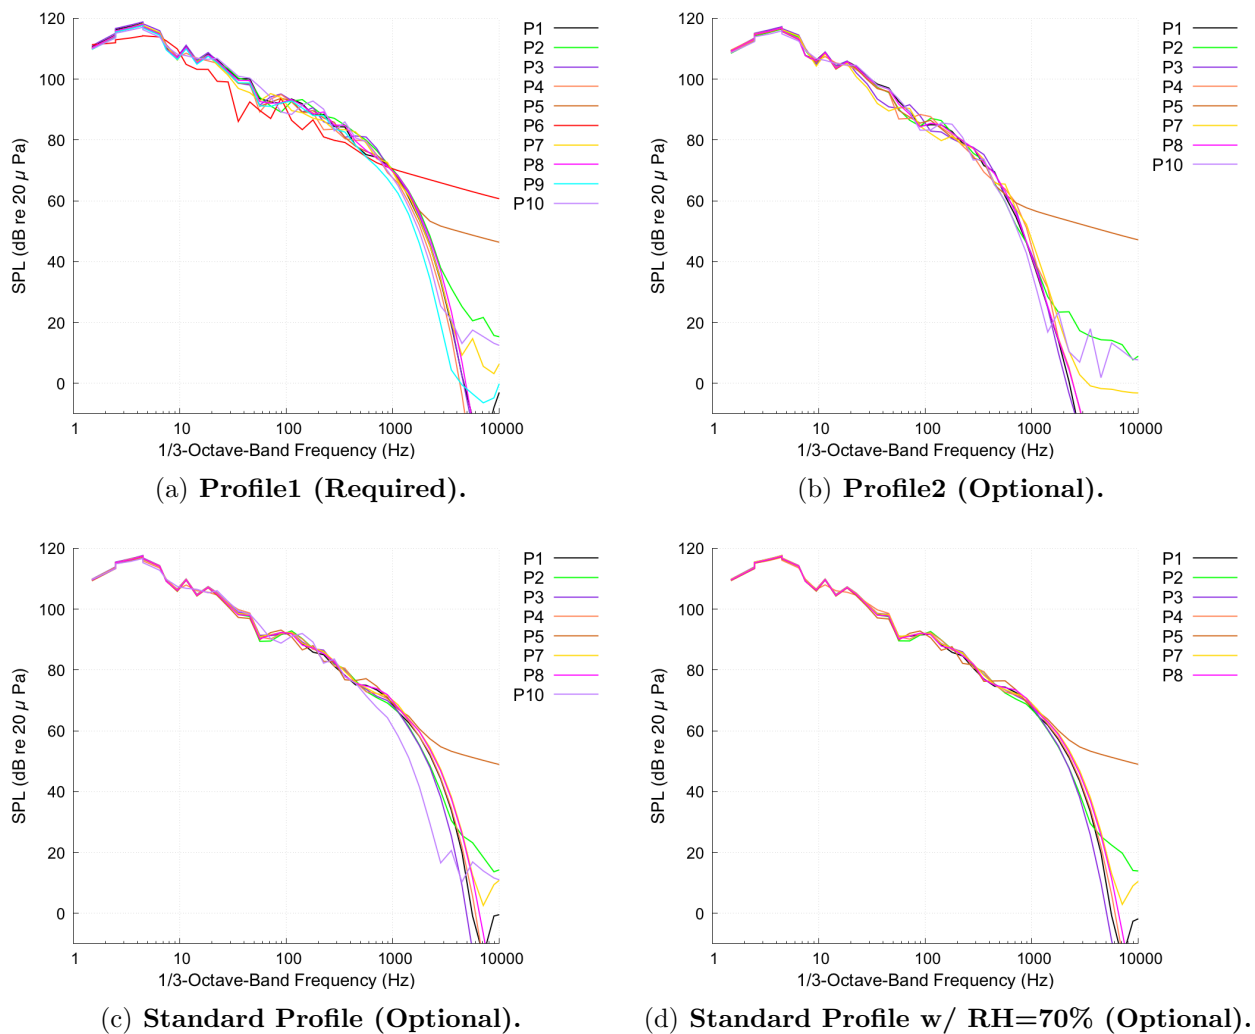 120
100
80
60
40
20
0
SPL (dB re 20 µ Pa)
1 10 100 1000 10000
1/3-Octave-Band Frequency (Hz)
P1
P2
P3
P4
P5
P6
P7
P8
P9
P10
(a) Profile1 (Required).
120
100
80
60
40
20
0
SPL (dB re 20 µ Pa)
1 10 100 1000 10000
1/3-Octave-Band Frequency (Hz)
P1
P2
P3
P4
P5
P7
P8
P10
(b) Profile2 (Optional).
120
100
80
60
40
20
0
SPL (dB re 20 µ Pa)
1 10 100 1000 10000
1/3-Octave-Band Frequency (Hz)
P1
P2
P3
P4
P5
P7
P8
P10
(c) Standard Profile (Optional).
120
100
80
60
40
20
0
SPL (dB re 20 µ Pa)
1 10 100 1000 10000
1/3-Octave-Band Frequency (Hz)
P1
P2
P3
P4
P5
P7
P8
(d) Standard Profile w/ RH=70% (Optional).